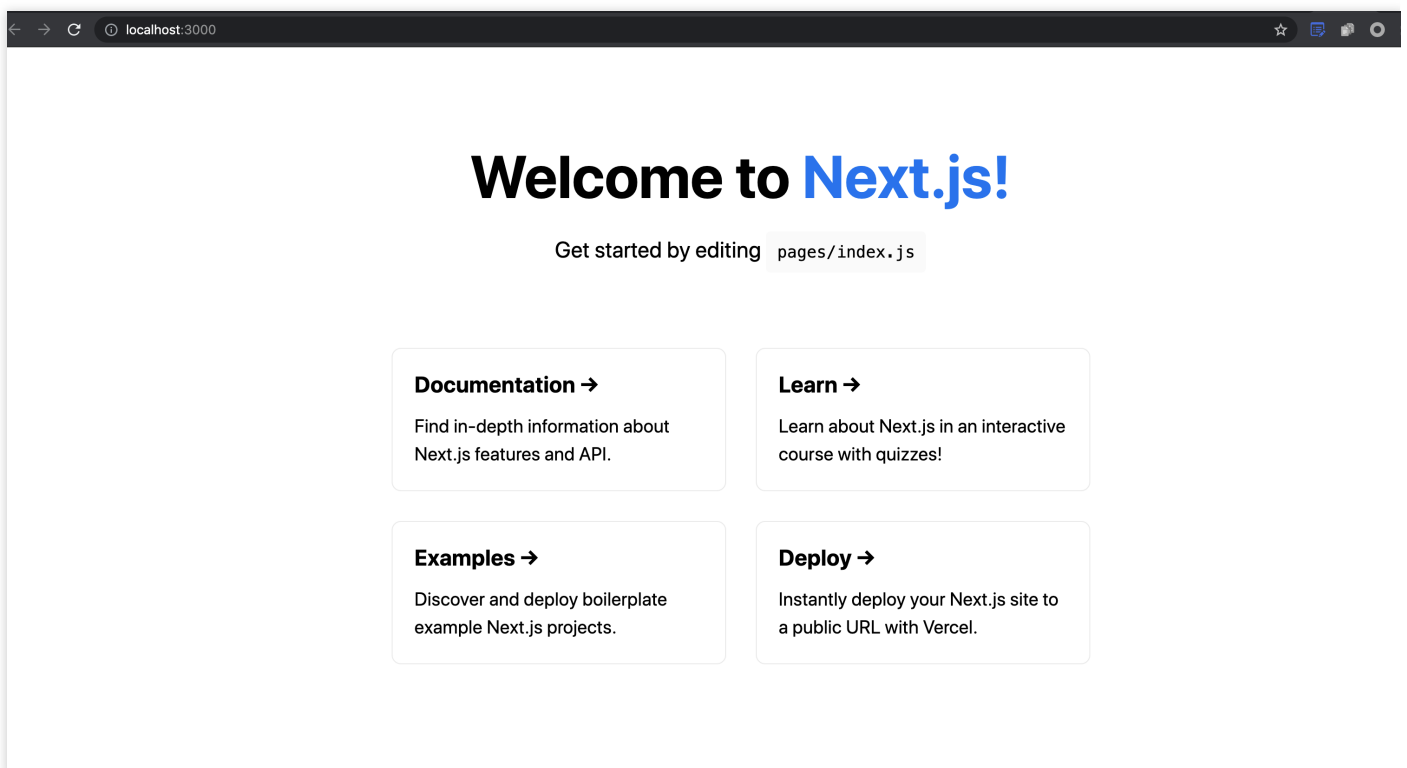 localhost:3000
Welcome to Next.js!
Get started by editing pages/index.js
Documentation →
Find in-depth information about
Next.js features and API.
Learn →
Learn about Next.js in an interactive
course with quizzes!
Examples →
Discover and deploy boilerplate
example Next.js projects.
Deploy →
Instantly deploy your Next.js site to
a public URL with Vercel.